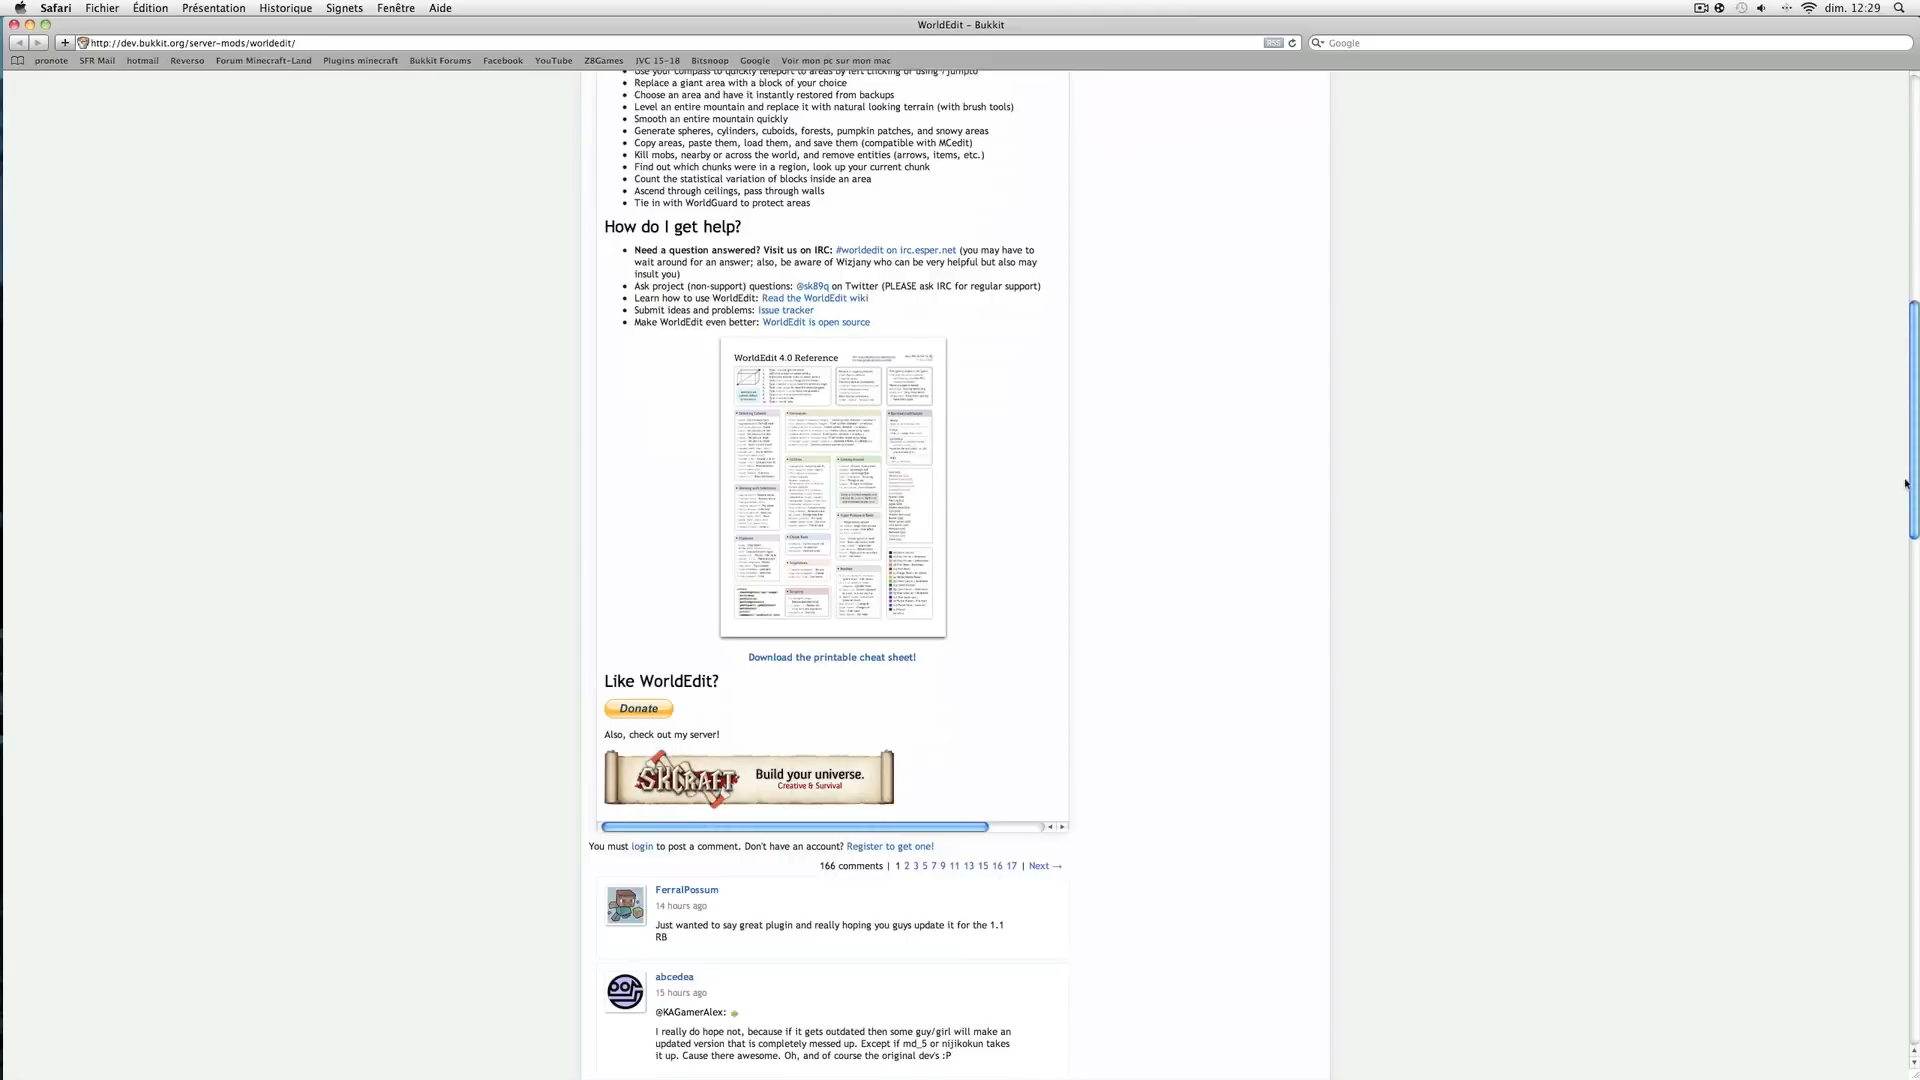 Safari Fichier Édition Présentation Historique Signets Fenêtre Aide dim. 12:29
WorldEdit – Bukkit
http://dev.bukkit.org/server-mods/worldedit/ RSS Google
pronote SFR Mail hotmail Reverso Forum Minecraft-Land Plugins minecraft Bukkit Forums Facebook YouTube Z8Games JVC 15-18 Bitsnoop Google Voir mon pc sur mon mac
Use your compass to quickly teleport to areas by left clicking or using /jumpto
Replace a giant area with a block of your choice
Choose an area and have it instantly restored from backups
Level an entire mountain and replace it with natural looking terrain (with brush tools)
Smooth an entire mountain quickly
Generate spheres, cylinders, cuboids, forests, pumpkin patches, and snowy areas
Copy areas, paste them, load them, and save them (compatible with MCedit)
Kill mobs, nearby or across the world, and remove entities (arrows, items, etc.)
Find out which chunks were in a region, look up your current chunk
Count the statistical variation of blocks inside an area
Ascend through ceilings, pass through walls
Tie in with WorldGuard to protect areas
How do I get help?
Need a question answered? Visit us on IRC: #worldedit on irc.esper.net (you may have
to wait around for an answer; also, be aware of Wizjany who can be very helpful but also may
insult you)
Ask project (non-support) questions: @sk89q on Twitter (PLEASE ask IRC for regular support)
Learn how to use WorldEdit: Read the WorldEdit wiki
Submit ideas and problems: Issue tracker
Make WorldEdit even better: WorldEdit is open source
WorldEdit 4.0 Reference
Download the printable cheat sheet!
Like WorldEdit?
Donate
Also, check out my server!
SKCRAFT Build your universe.
Creative & Survival
You must login to post a comment. Don't have an account? Register to get one!
166 comments | 1 2 3 5 7 9 11 13 15 16 17 | Next →
FerralPossum
14 hours ago
Just wanted to say great plugin and really hoping you guys update it for the 1.1
RB
abcedea
15 hours ago
@KAGamerAlex:
I really do hope not, because if it gets outdated then some guy/girl will make an
updated version that is completely messed up. Except if md_5 or nijikokun takes
it up. Cause there awesome. Oh, and of course the original dev's :P